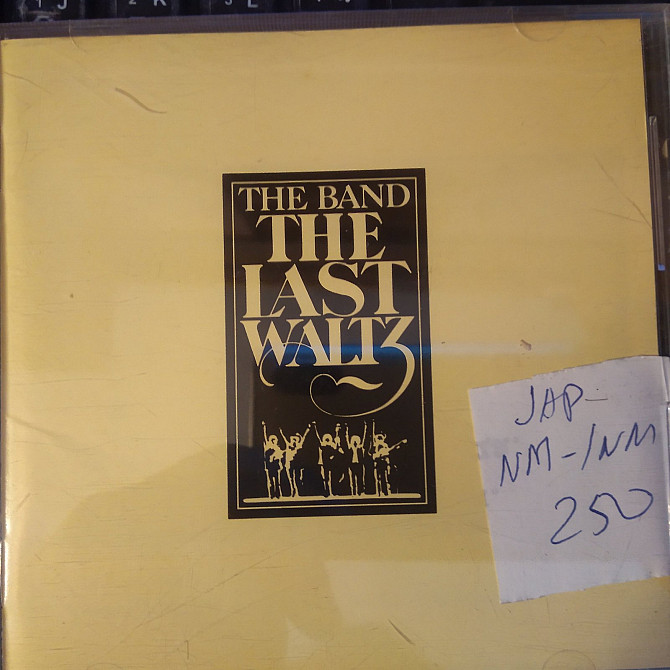 THE BAND
THE
LAST
WALTZ
JAP-
NM-/NM
250